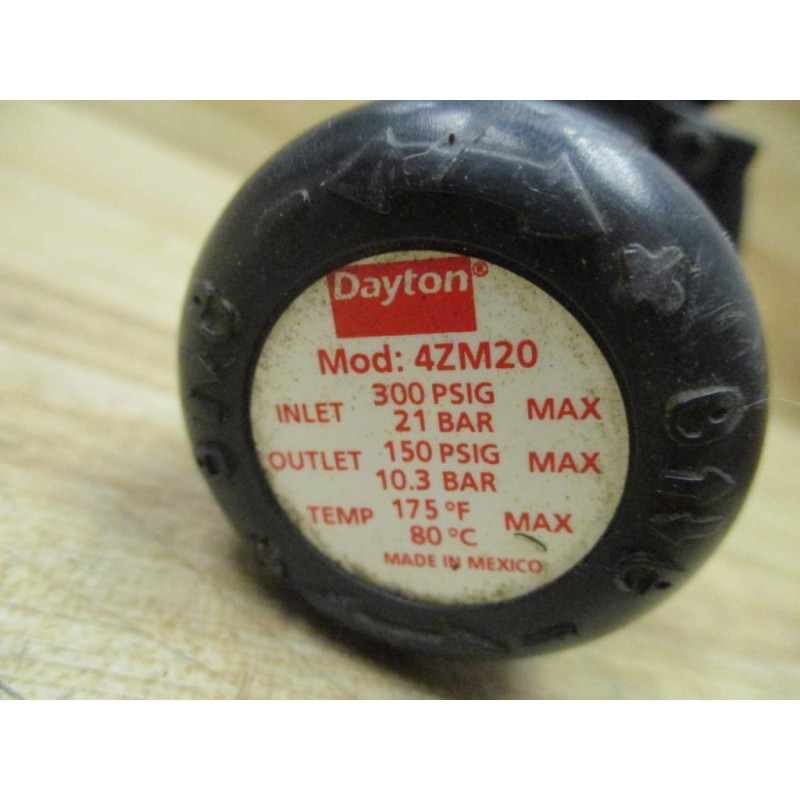 Dayton®
Mod: 4ZM20
INLET 300 PSIG 21 BAR MAX
OUTLET 150 PSIG 10.3 BAR MAX
TEMP 175 °F 80 °C MAX
MADE IN MEXICO